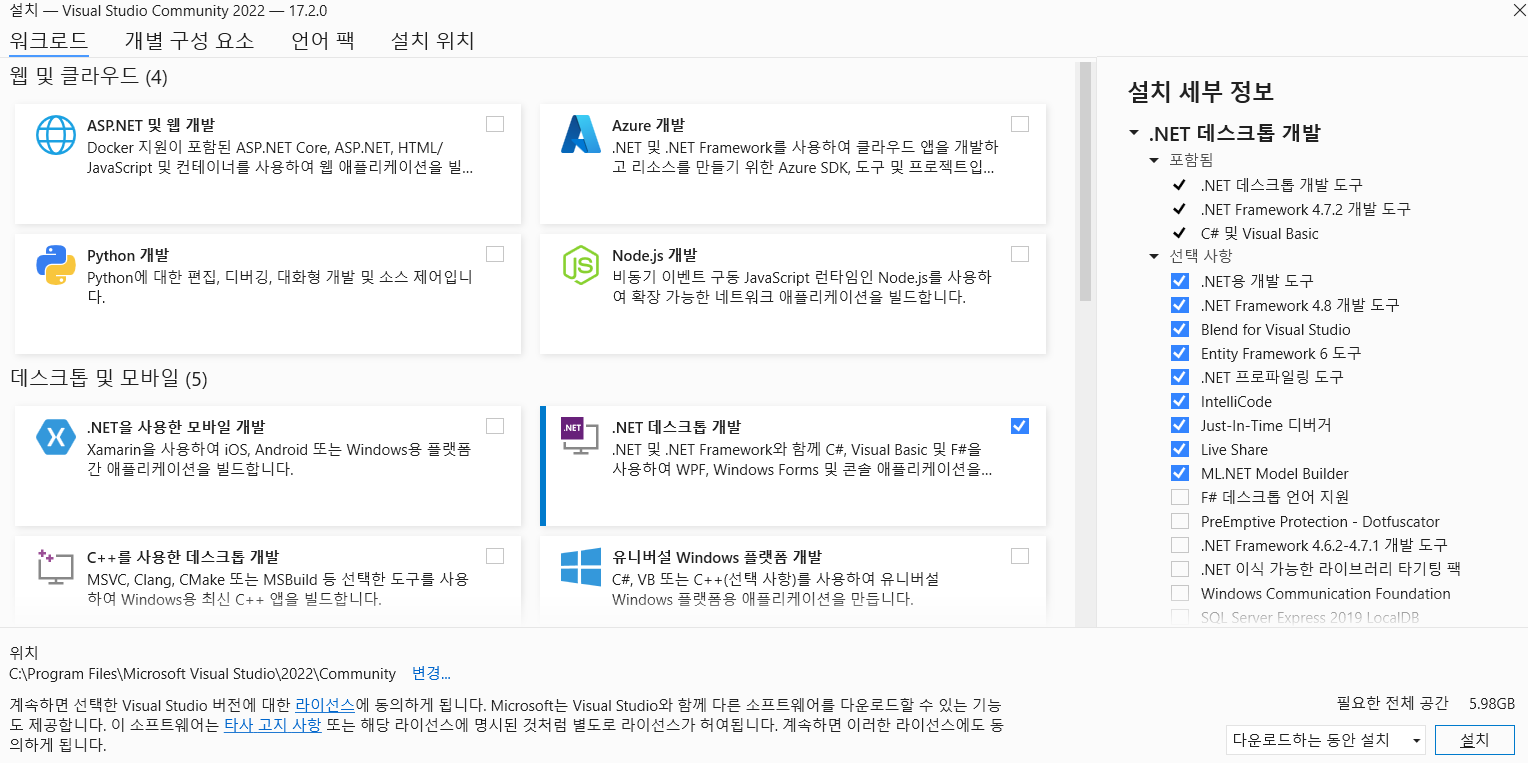 설치 — Visual Studio Community 2022 — 17.2.0
워크로드 개별 구성 요소 언어 팩 설치 위치
웹 및 클라우드 (4)
ASP.NET 및 웹 개발
Docker 지원이 포함된 ASP.NET Core, ASP.NET, HTML/
JavaScript 및 컨테이너를 사용하여 웹 애플리케이션을 빌...
Azure 개발
.NET 및 .NET Framework를 사용하여 클라우드 앱을 개발하
고 리소스를 만들기 위한 Azure SDK, 도구 및 프로젝트입...
Python 개발
Python에 대한 편집, 디버깅, 대화형 개발 및 소스 제어입니
다.
Node.js 개발
비동기 이벤트 구동 JavaScript 런타임인 Node.js를 사용하
여 확장 가능한 네트워크 애플리케이션을 빌드합니다.
데스크톱 및 모바일 (5)
.NET을 사용한 모바일 개발
Xamarin을 사용하여 iOS, Android 또는 Windows용 플랫폼
간 애플리케이션을 빌드합니다.
.NET
.NET 데스크톱 개발
.NET 및 .NET Framework와 함께 C#, Visual Basic 및 F#을
사용하여 WPF, Windows Forms 및 콘솔 애플리케이션을...
C++를 사용한 데스크톱 개발
MSVC, Clang, CMake 또는 MSBuild 등 선택한 도구를 사용
하여 Windows용 최신 C++ 앱을 빌드합니다.
유니버설 Windows 플랫폼 개발
C#, VB 또는 C++(선택 사항)를 사용하여 유니버설
Windows 플랫폼용 애플리케이션을 만듭니다.
설치 세부 정보
.NET 데스크톱 개발
포함됨
.NET 데스크톱 개발 도구
.NET Framework 4.7.2 개발 도구
C# 및 Visual Basic
선택 사항
.NET용 개발 도구
.NET Framework 4.8 개발 도구
Blend for Visual Studio
Entity Framework 6 도구
.NET 프로파일링 도구
IntelliCode
Just-In-Time 디버거
Live Share
ML.NET Model Builder
F# 데스크톱 언어 지원
PreEmptive Protection - Dotfuscator
.NET Framework 4.6.2-4.7.1 개발 도구
.NET 이식 가능한 라이브러리 타기팅 팩
Windows Communication Foundation
SQL Server Express 2019 LocalDB
위치
C:\Program Files\Microsoft Visual Studio\2022\Community 변경...
계속하면 선택한 Visual Studio 버전에 대한 라이선스에 동의하게 됩니다. Microsoft는 Visual Studio와 함께 다른 소프트웨어를 다운로드할 수 있는 기능
도 제공합니다. 이 소프트웨어는 타사 고지 사항 또는 해당 라이선스에 명시된 것처럼 별도로 라이선스가 허여됩니다. 계속하면 이러한 라이선스에도 동
의하게 됩니다.
필요한 전체 공간 5.98GB
다운로드하는 동안 설치 설치